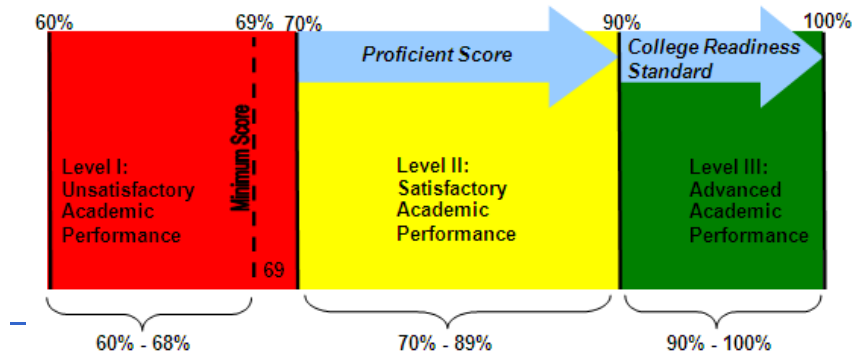 60%
69%
70%
90%
100%
Proficient Score
College Readiness
Standard
Minimum Score
Level I:
Unsatisfactory
Academic
Performance
69
Level II:
Satisfactory
Academic
Performance
Level III:
Advanced
Academic
Performance
60% - 68%
70% - 89%
90% - 100%